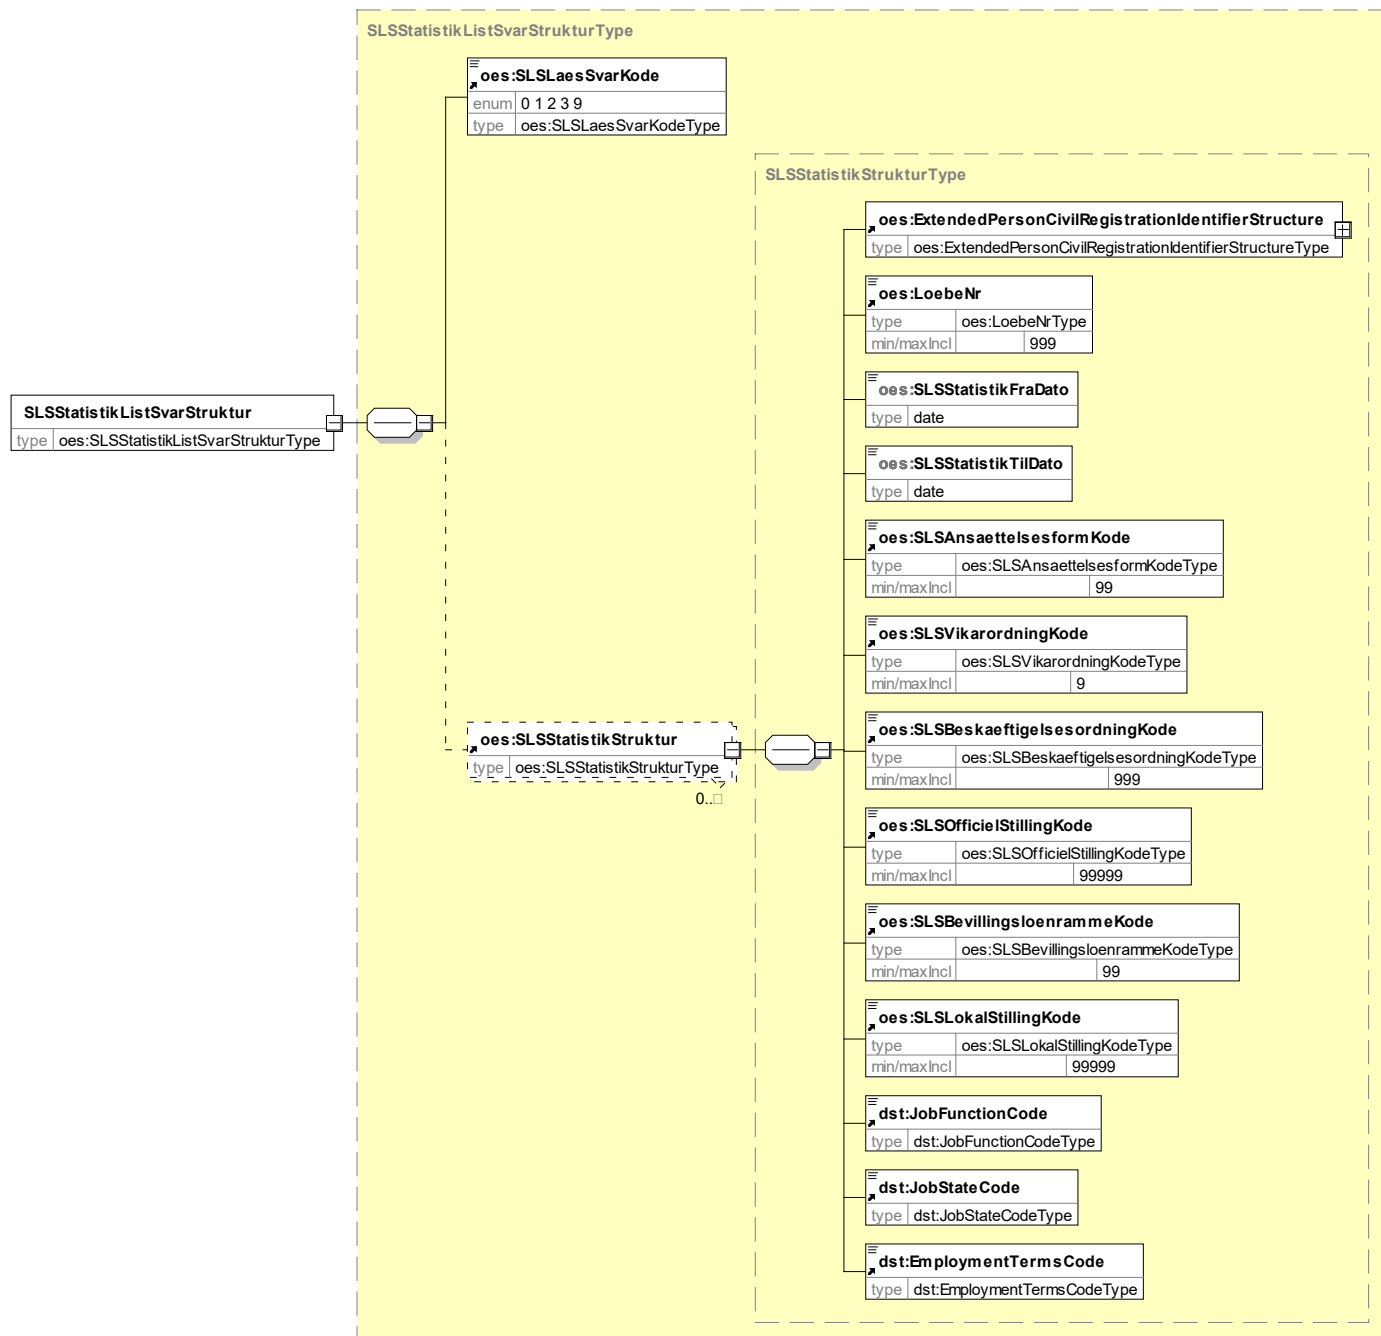 SLSStatistikListSvarStrukturType
oes:SLSLaesSvarKode
enum 0 1 2 3 9
type oes:SLSLaesSvarKodeType
SLSStatistikStrukturType
oes:ExtendedPersonCivilRegistrationIdentifierStructure
type oes:ExtendedPersonCivilRegistrationIdentifierStructureType
oes:LoebeNr
type oes:LoebeNrType
min/maxIncl 999
oes:SLSStatistikFraDato
type date
SLSStatistikListSvarStruktur
type oes:SLSStatistikListSvarStrukturType
oes:SLSStatistikTilDato
type date
oes:SLSAnsaettelsesformKode
type oes:SLSAnsaettelsesformKodeType
min/maxIncl 99
oes:SLSVikarordningKode
type oes:SLSVikarordningKodeType
min/maxIncl 9
oes:SLSStatistikStruktur
type oes:SLSStatistikStrukturType
0..
oes:SLSBeskaeftigelsesordningKode
type oes:SLSBeskaeftigelsesordningKodeType
min/maxIncl 999
oes:SLSOfficielStillingKode
type oes:SLSOfficielStillingKodeType
min/maxIncl 99999
oes:SLSBevillingsloenrammeKode
type oes:SLSBevillingsloenrammeKodeType
min/maxIncl 99
oes:SLSLokalStillingKode
type oes:SLSLokalStillingKodeType
min/maxIncl 99999
dst:JobFunctionCode
type dst:JobFunctionCodeType
dst:JobStateCode
type dst:JobStateCodeType
dst:EmploymentTermsCode
type dst:EmploymentTermsCodeType